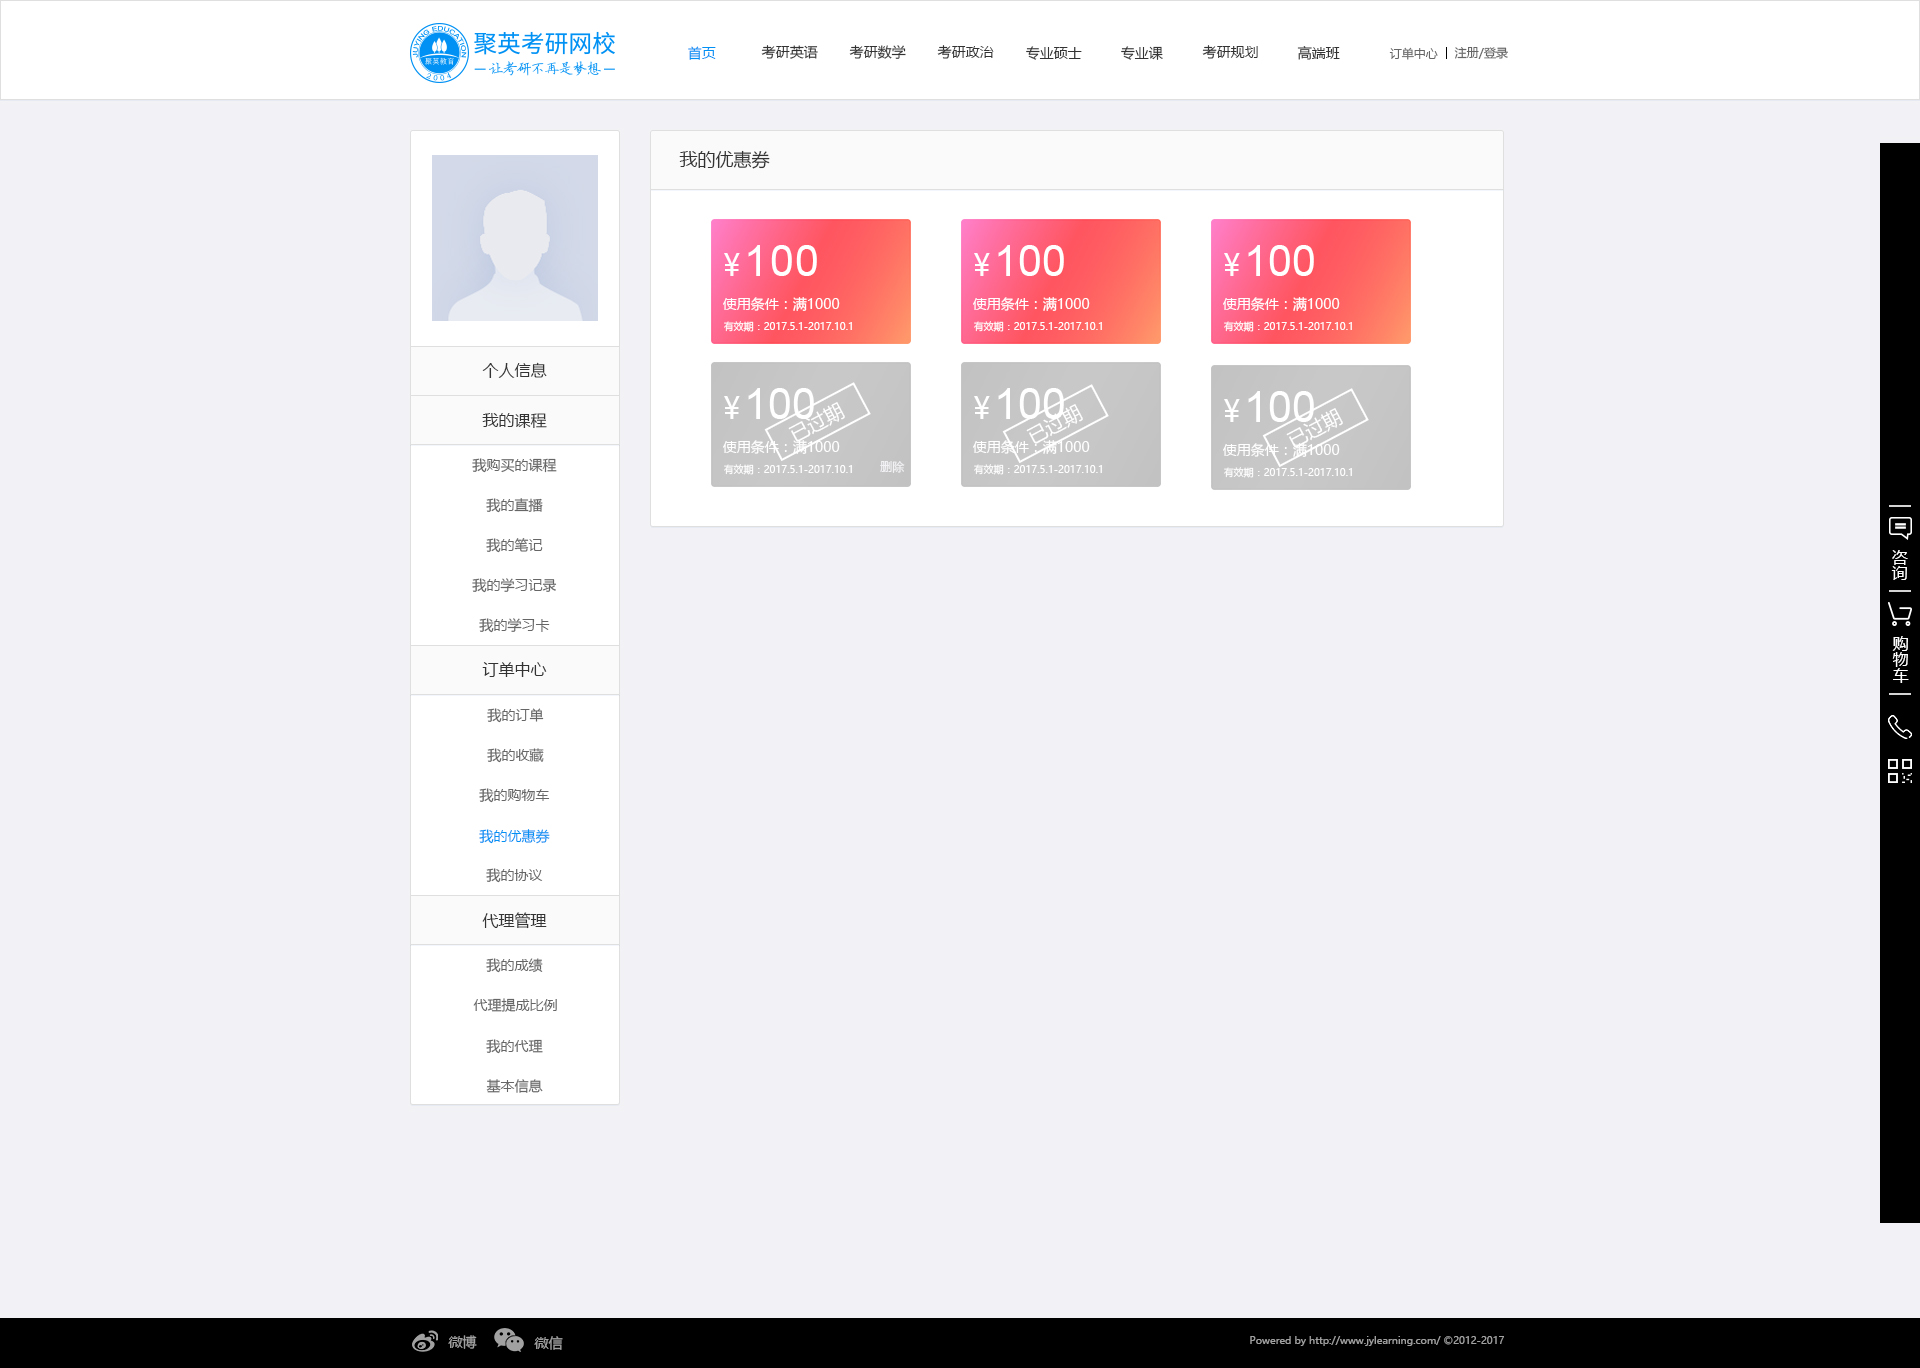 JUYING EDUCATION
聚英教育
2004
聚英考研网校
让考研不再是梦想
首页 考研英语 考研数学 考研政治 专业硕士 专业课 考研规划 高端班 订单中心 注册/登录
个人信息
我的课程
我购买的课程
我的直播
我的笔记
我的学习记录
我的学习卡
订单中心
我的订单
我的收藏
我的购物车
我的优惠券
我的协议
代理管理
我的成绩
代理提成比例
我的代理
基本信息
我的优惠券
¥100
使用条件：满1000
有效期：2017.5.1-2017.10.1
¥100
使用条件：满1000
有效期：2017.5.1-2017.10.1
¥100
使用条件：满1000
有效期：2017.5.1-2017.10.1
¥100
已过期
使用条件：满1000
有效期：2017.5.1-2017.10.1
删除
¥100
已过期
使用条件：满1000
有效期：2017.5.1-2017.10.1
¥100
已过期
使用条件：满1000
有效期：2017.5.1-2017.10.1
咨询
购物车
微博 微信
Powered by http://www.jylearning.com/ ©2012-2017